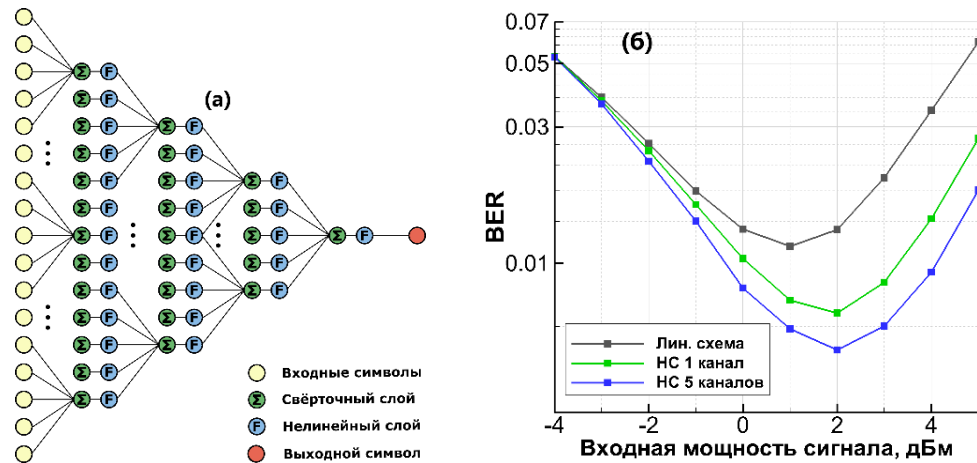 (а)
Входные символы
Свёрточный слой
Нелинейный слой
Выходной символ
Σ
F
(б)
BER
0.07
0.05
0.03
0.01
Лин. схема
НС 1 канал
НС 5 каналов
-4
-2
0
2
4
Входная мощность сигнала, дБм